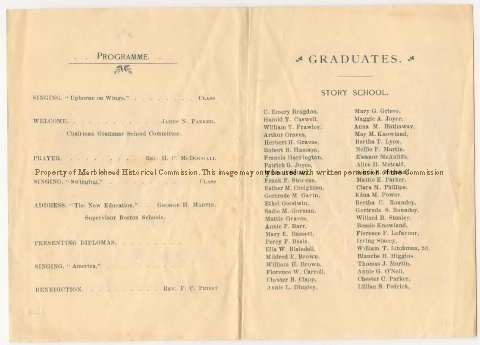 . . PROGRAMME. . .
SINGING, "Upborne on Wings," . . . . . . . . CLASS
WELCOME, . . . . . . . . . . . JAMES N. PARKER,
Chairman Grammar School Committee.
PRAYER, . . . . . . . . REV. H. C. McDOUGALL
SINGING, "Swinging," . . . . . . . . CLASS
ADDRESS, "The New Education," . GEORGE H. MARTIN,
Supervisor Boston Schools.
PRESENTING DIPLOMAS, . . . . . . . .
SINGING, "America," . . . . . . . . .
BENEDICTION, . . . . . . . . REV. F. C. PRIEST
GRADUATES.
STORY SCHOOL.
C. Emery Bragdon,
Harold T. Caswell,
William T. Frawley,
Arthur Graves,
Herbert B. Graves,
Robert B. Hanison,
Francis Harrington,
Patrick G. Joyce,
Frank F. Stevens,
Esther M. Creighton,
Gertrude M. Gavin,
Ethel Goodwin,
Sadie M. Gorman,
Mattie Graves,
Annie P. Barr,
Mary E. Bassett,
Percy F. Beals,
Ella W. Blaisdell,
Mildred E. Brown,
William H. Brown,
Florence W. Carroll,
Chester B. Clapp,
Annie L. Dingley,
Mary G. Grieve,
Maggie A. Joyce,
Anna M. Hathaway,
May M. Knowland,
Bertha T. Lyon,
Nellie F. Martin,
Eleanor McAuliffe,
Alice H. Metcalf,
Mattie E. Parker,
Clara M. Phillips,
Edna M. Power,
Bertha C. Roundey,
Gertrude S. Roundey,
Willard B. Stanley,
Bessie Knowland,
Florence F. Lefavour,
Irving Stacey,
William T. Litchman, 2d,
Blanche B. Higgins,
Thomas J. Martin,
Annie G. O'Neil,
Chester C. Parker,
Lillian S. Pedrick,
Property of Marblehead Historical Commission. This image may only be used with written permission of the Commission